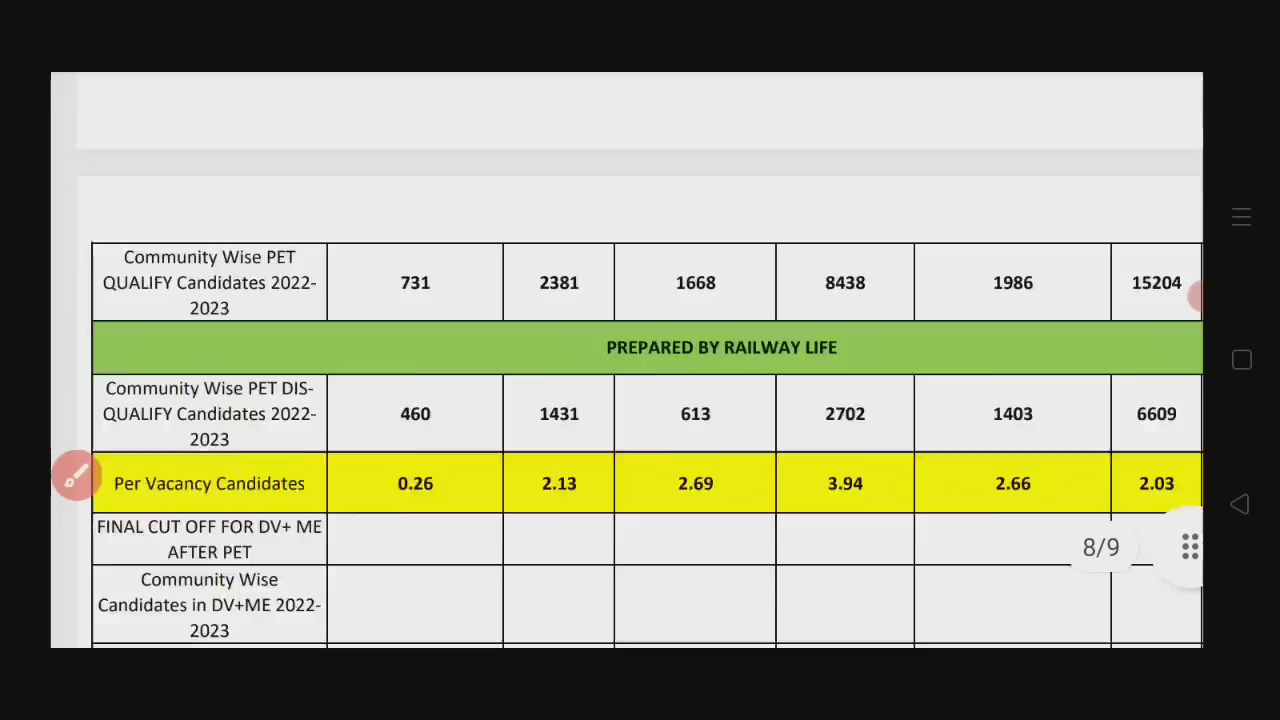 Community Wise PET
QUALIFY Candidates 2022-
2023
731
2381
1668
8438
1986
15204
PREPARED BY RAILWAY LIFE
Community Wise PET DIS-
QUALIFY Candidates 2022-
2023
460
1431
613
2702
1403
6609
Per Vacancy Candidates
0.26
2.13
2.69
3.94
2.66
2.03
FINAL CUT OFF FOR DV+ ME
AFTER PET
8/9
Community Wise
Candidates in DV+ME 2022-
2023